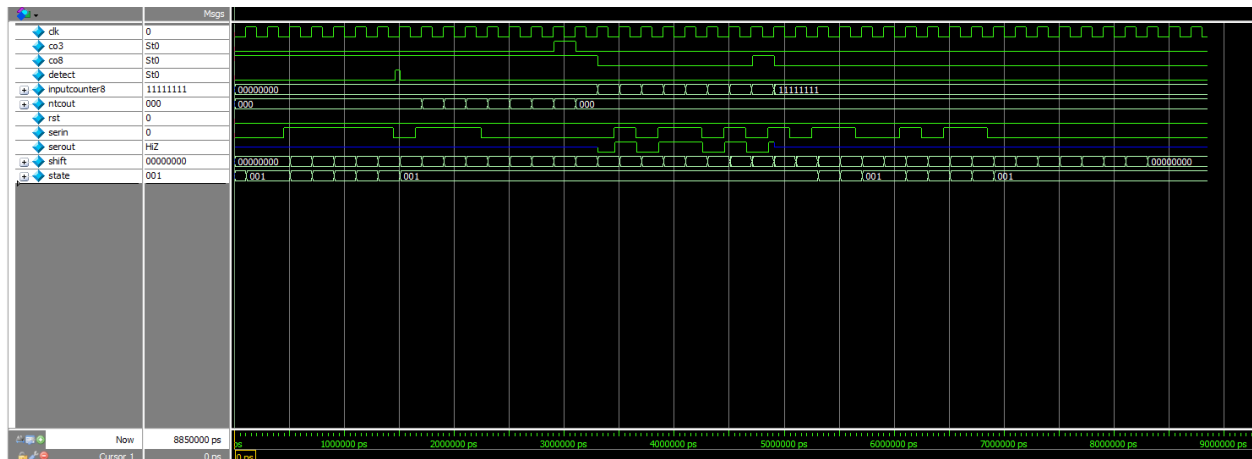 Msgs
clk 0
co3 St0
co8 St0
detect St0
inputcounter8 11111111 00000000 11111111
ntcout 000 000 000
rst 0
serin 0
serout HiZ
shift 00000000 00000000 00000000
state 001 001 001 001 001
Now 8850000 ps ps 1000000 ps 2000000 ps 3000000 ps 4000000 ps 5000000 ps 6000000 ps 7000000 ps 8000000 ps 9000000 ps
Cursor 1 0 ps 0 ps